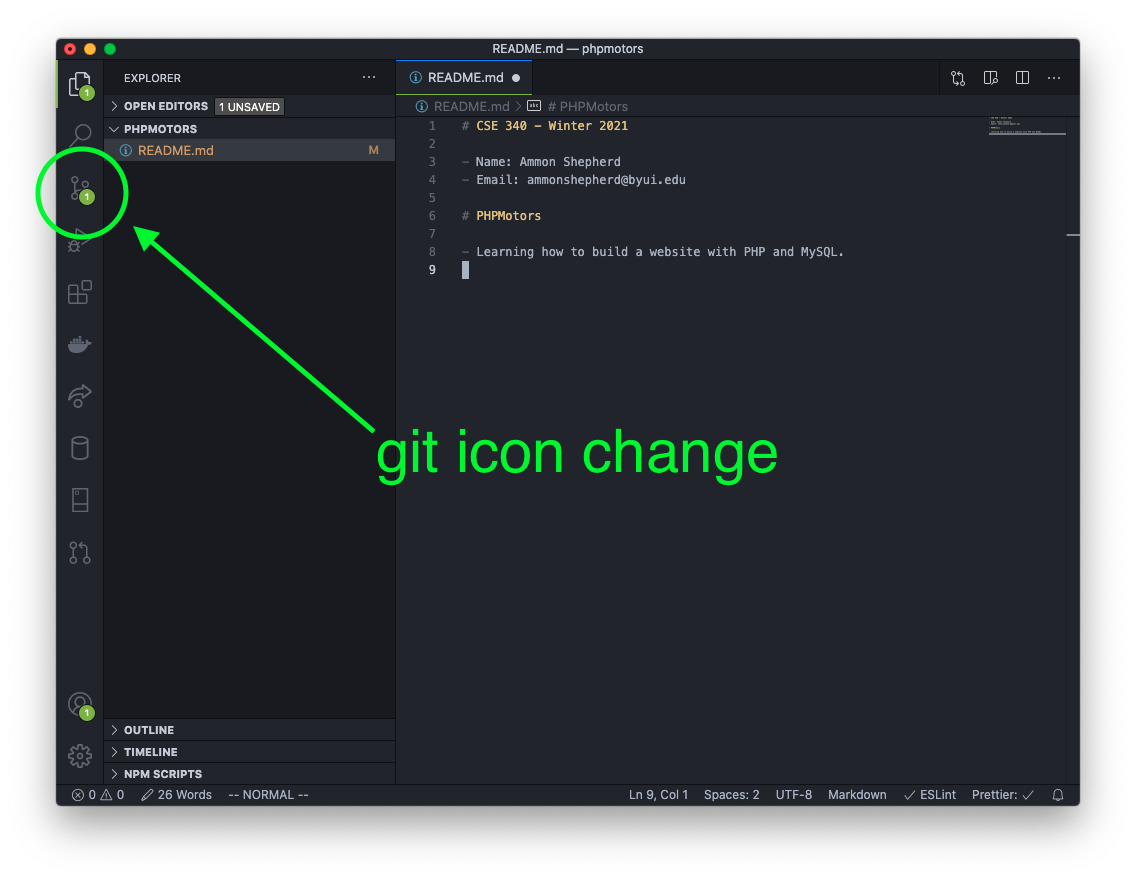 README.md — phpmotors
EXPLORER
README.md
1
OPEN EDITORS 1 UNSAVED
README.md # PHPMotors
PHPMOTORS
README.md M
1 # CSE 340 - Winter 2021
2
3 - Name: Ammon Shepherd
4 - Email: ammonshepherd@byui.edu
5
6 # PHPMotors
7
8 - Learning how to build a website with PHP and MySQL.
9
1
git icon change
1
OUTLINE
TIMELINE
NPM SCRIPTS
0 0 26 Words -- NORMAL -- Ln 9, Col 1 Spaces: 2 UTF-8 Markdown ESLint Prettier: